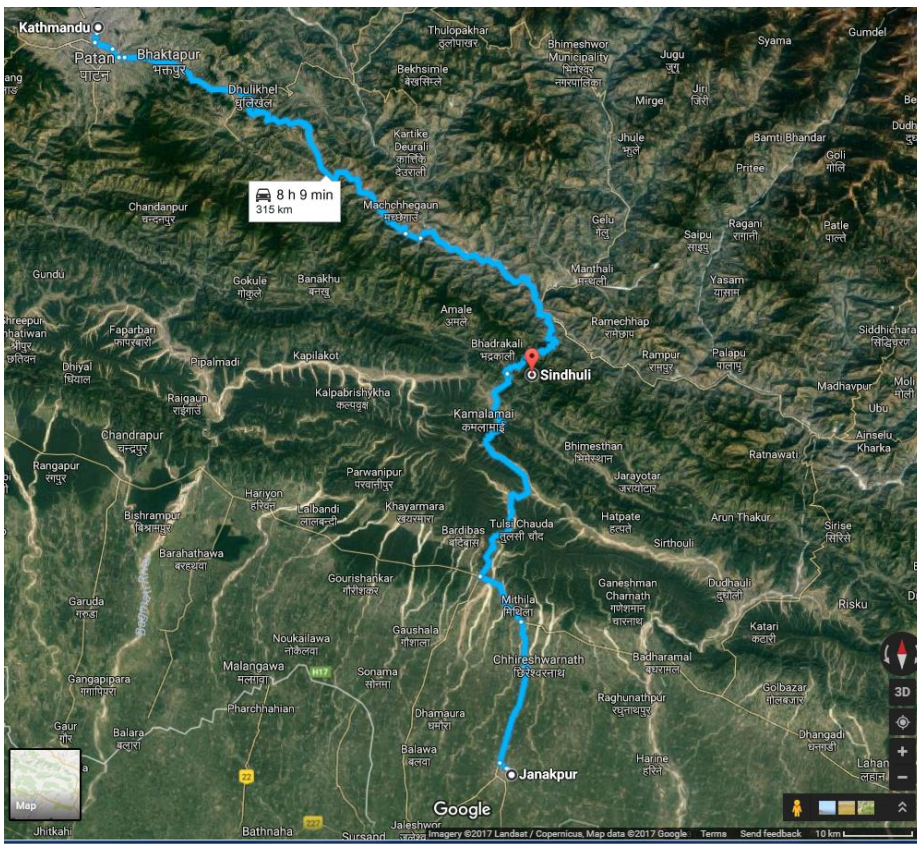 Kathmandu
Patan
पाटन
Bhaktapur
भक्तपुर
Dhulikhel
धुलिखेल
Thulopakhar
ठूलोपाखर
Bekhsimle
बेखसिम्ले
Bhimeshwor
Municipality
भिमेश्वर
नगरपालिका
Jugu
जुगु
Syama
Gumdel
Jiri
जिरी
Mirge
Jhule
झुले
Bamti Bhandar
Pritee
Goli
गोलि
Kartike
Deurali
कार्तिके
देउराली
8 h 9 min
315 km
Chandanpur
चन्दनपुर
Machchhegaun
मच्छेगाउँ
Gelu
गेलु
Saipu
साइपु
Ragani
रागानी
Patle
पाल्ते
Gundu
Gokule
गोकुले
Banakhu
बनखु
Manthali
मन्थली
Yasam
यासाम
Amale
अमले
Ramechhap
रामेछाप
Faparbari
फापरबारी
Dhiyal
धियाल
Pipalmadi
Kapilakot
Bhadrakali
भद्रकाली
Sindhuli
Rampur
रामपुर
Palapu
पालापु
Madhavpur
Ubu
Raigaun
राईगाउँ
Kalpabrishykha
कल्पवृक्ष
Kamalamai
कमलामाई
Ainselu
Kharka
Chandrapur
चन्द्रपुर
Bhimesthan
भिमेस्थान
Ratnawati
Rangapur
रंगपुर
Parwanipur
परवानीपुर
Jarayotar
जरायोटार
Bishrampur
बिश्रामपुर
Hariyon
हरिवन
Lalbandi
लालबन्दी
Khayarmara
खयरमारा
Bardibas
बर्दिबास
Tulsi Chauda
तुलसी चौद
Hatpate
हत्पते
Arun Thakur
Sirise
सिरिसे
Sirthouli
Barahathawa
बरहथवा
Gourishankar
गौरीशंकर
Ganeshman
Charnath
गणेशमान
चारनाथ
Dudhauli
दुधौली
Risku
Garuda
गरुडा
Mithila
मिथिला
Gaushala
गौशाला
Katari
कटारी
Noukailawa
नोकैलवा
Chhireshwarnath
छिरेश्वरनाथ
Badharamal
बधरामल
Malangawa
मलंगवा
H17
Sonama
सोनमा
3D
Gangapipara
गंगापिपरा
Pharchhahian
Raghunathpur
रघुनाथपुर
Golbazar
गोलबजार
Gaur
गौर
Balara
बलरा
Dhamaura
धमौरा
Balawa
बलवा
Harine
हरिने
Dhangadi
धनगडी
Lahan
लहान
Janakpur
Map
22
Google
Jhitkahi
Bathnaha
227
Sursand
Jaleshwor
Imagery ©2017 Landsat / Copernicus, Map data ©2017 Google
Terms
Send feedback
10 km